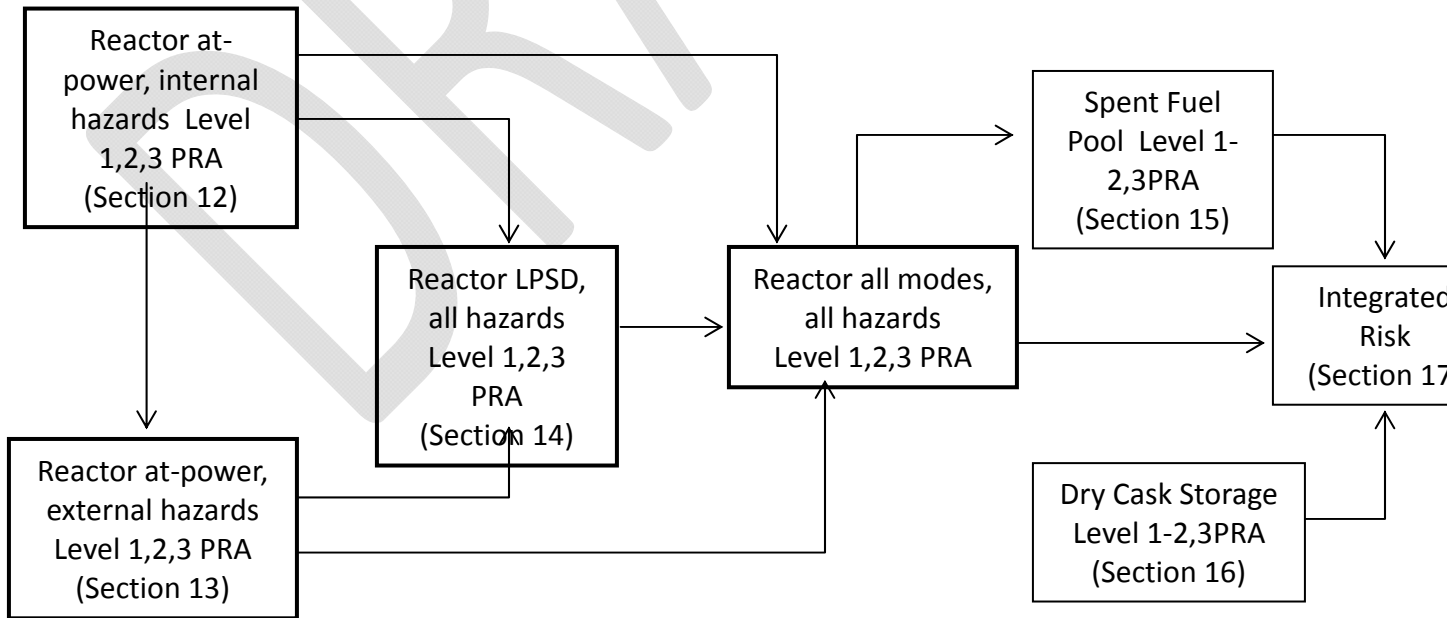 Reactor at-
power, internal
hazards Level
1,2,3 PRA
(Section 12)
Reactor at-power,
external hazards
Level 1,2,3 PRA
(Section 13)
Reactor LPSD,
all hazards
Level 1,2,3
PRA
(Section 14)
Reactor all modes,
all hazards
Level 1,2,3 PRA
Spent Fuel
Pool Level 1-
2,3PRA
(Section 15)
Dry Cask Storage
Level 1-2,3PRA
(Section 16)
Integrated
Risk
(Section 17